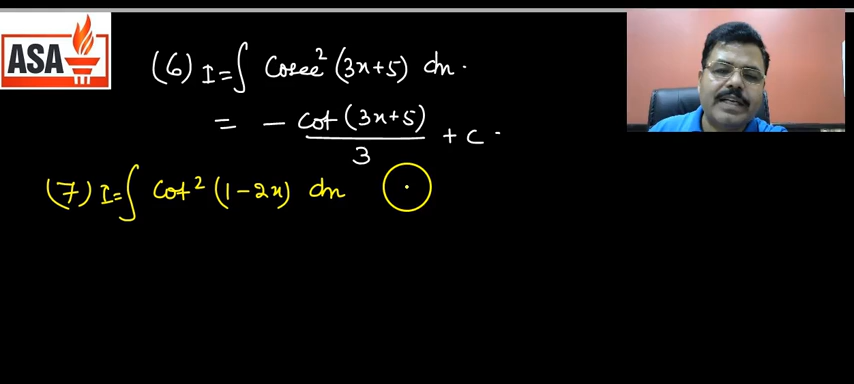 ASA
(6) I = ∫ Cosec² (3x+5) dx.
= - cot (3x+5) / 3 + C.
(7) I = ∫ Cot² (1-2x) dx